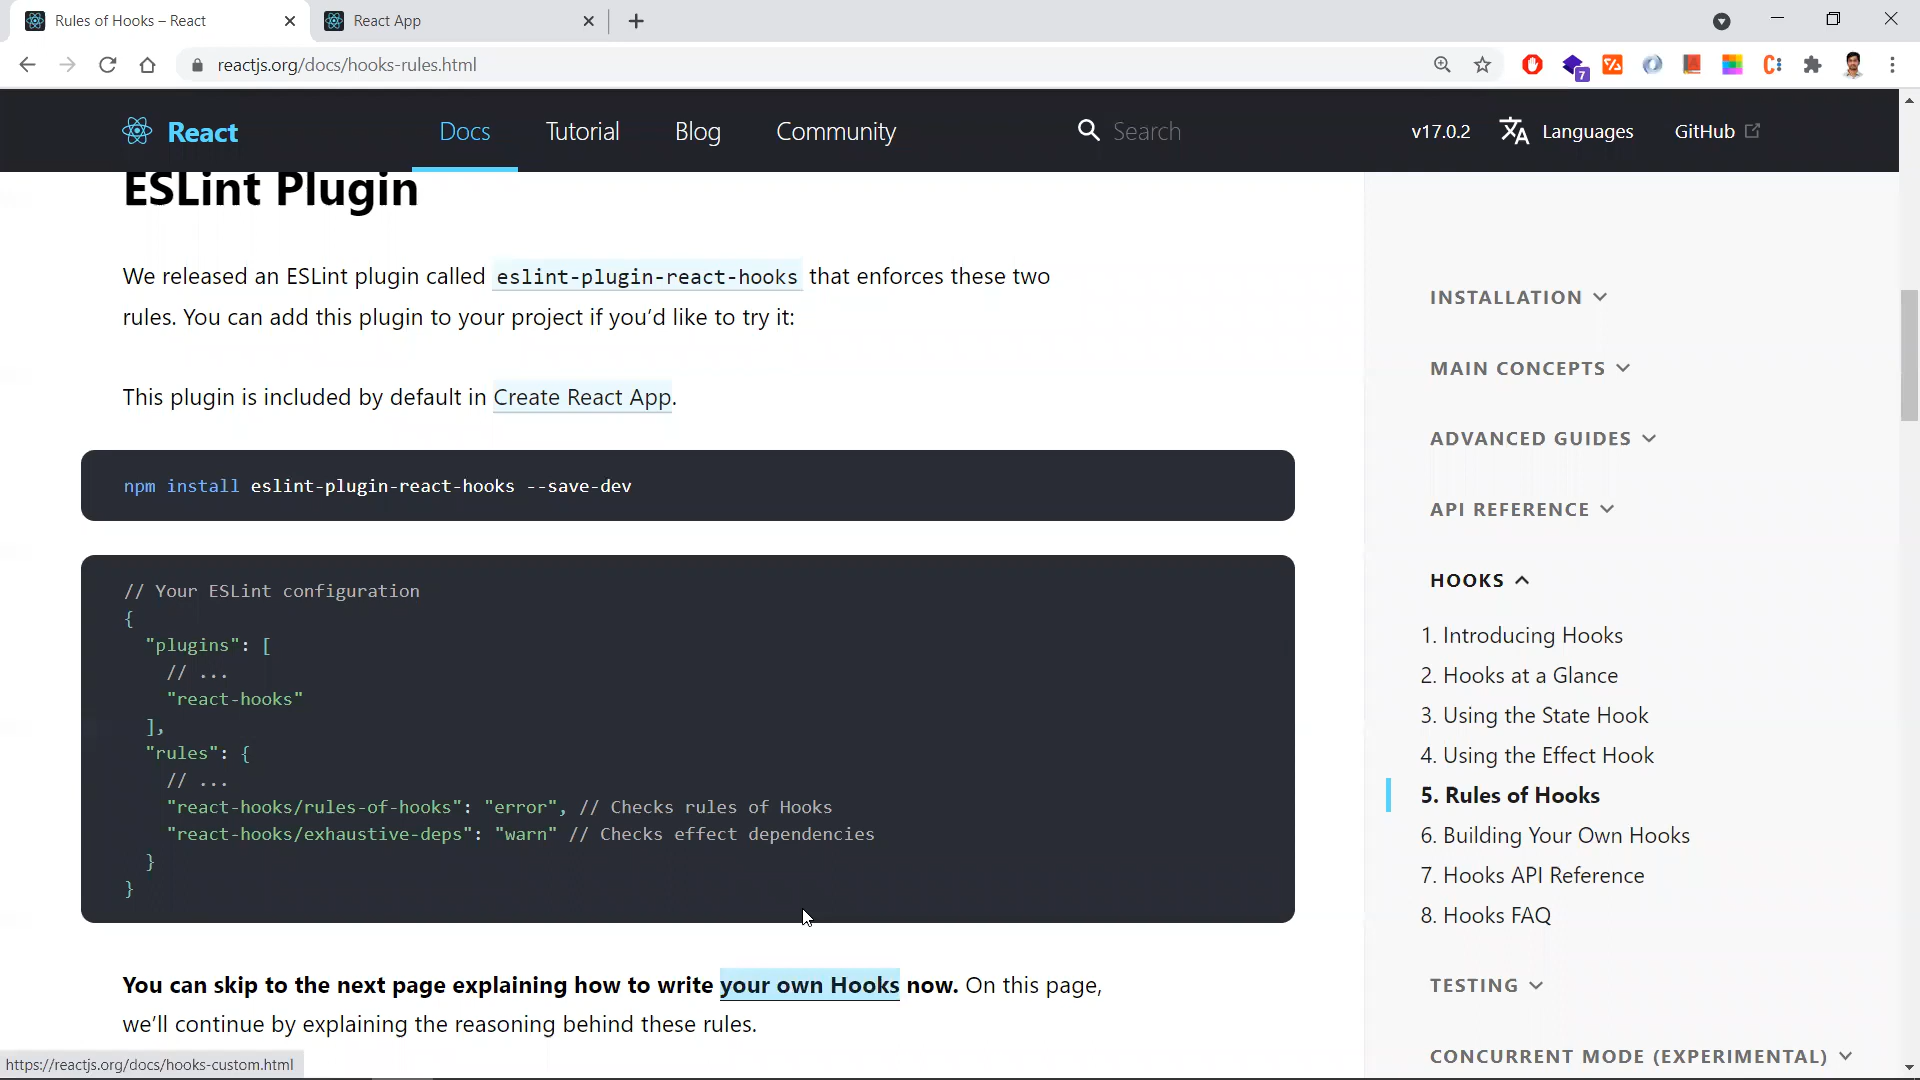 Rules of Hooks – React
React App
reactjs.org/docs/hooks-rules.html
7
React
Docs
Tutorial
Blog
Community
Search
v17.0.2
Languages
GitHub
ESLint Plugin
We released an ESLint plugin called eslint-plugin-react-hooks that enforces these two
rules. You can add this plugin to your project if you’d like to try it:
This plugin is included by default in Create React App.
npm install eslint-plugin-react-hooks --save-dev
// Your ESLint configuration
{
"plugins": [
// ...
"react-hooks"
],
"rules": {
// ...
"react-hooks/rules-of-hooks": "error", // Checks rules of Hooks
"react-hooks/exhaustive-deps": "warn" // Checks effect dependencies
}
}
You can skip to the next page explaining how to write your own Hooks now. On this page,
we’ll continue by explaining the reasoning behind these rules.
INSTALLATION
MAIN CONCEPTS
ADVANCED GUIDES
API REFERENCE
HOOKS
1. Introducing Hooks
2. Hooks at a Glance
3. Using the State Hook
4. Using the Effect Hook
5. Rules of Hooks
6. Building Your Own Hooks
7. Hooks API Reference
8. Hooks FAQ
TESTING
CONCURRENT MODE (EXPERIMENTAL)
https://reactjs.org/docs/hooks-custom.html